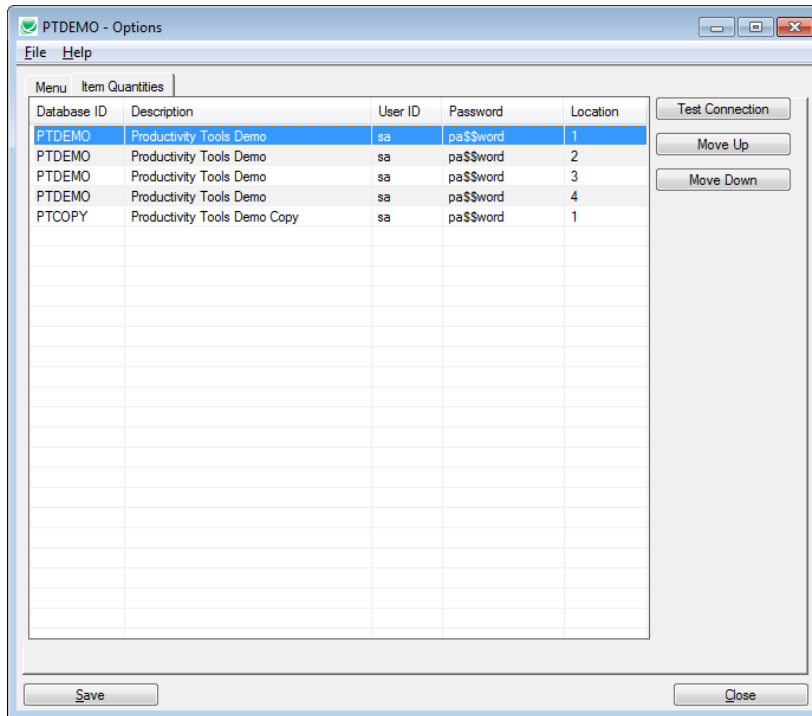 PTDEMO - Options
File Help
Menu Item Quantities
Database ID Description User ID Password Location
PTDEMO Productivity Tools Demo sa pa$$word 1
PTDEMO Productivity Tools Demo sa pa$$word 2
PTDEMO Productivity Tools Demo sa pa$$word 3
PTDEMO Productivity Tools Demo sa pa$$word 4
PTCOPY Productivity Tools Demo Copy sa pa$$word 1
Test Connection
Move Up
Move Down
Save Close